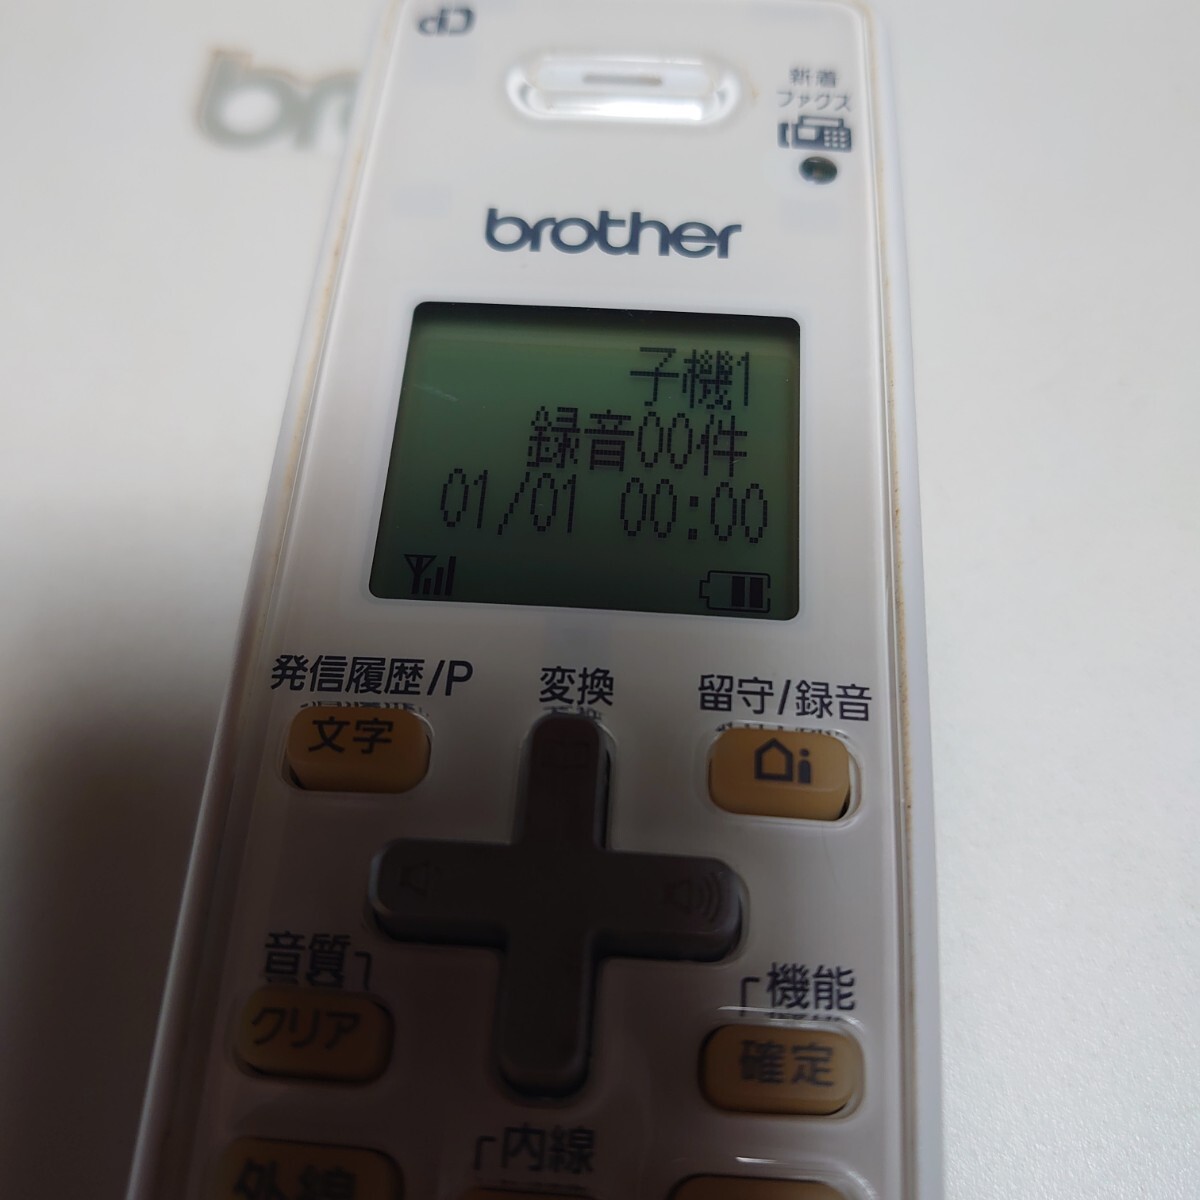 新着
ファクス
brother
子機1
録音00件
01/01 00:00
発信履歴/P
変換
留守/録音
文字
音質
機能
クリア
確定
内線
外線